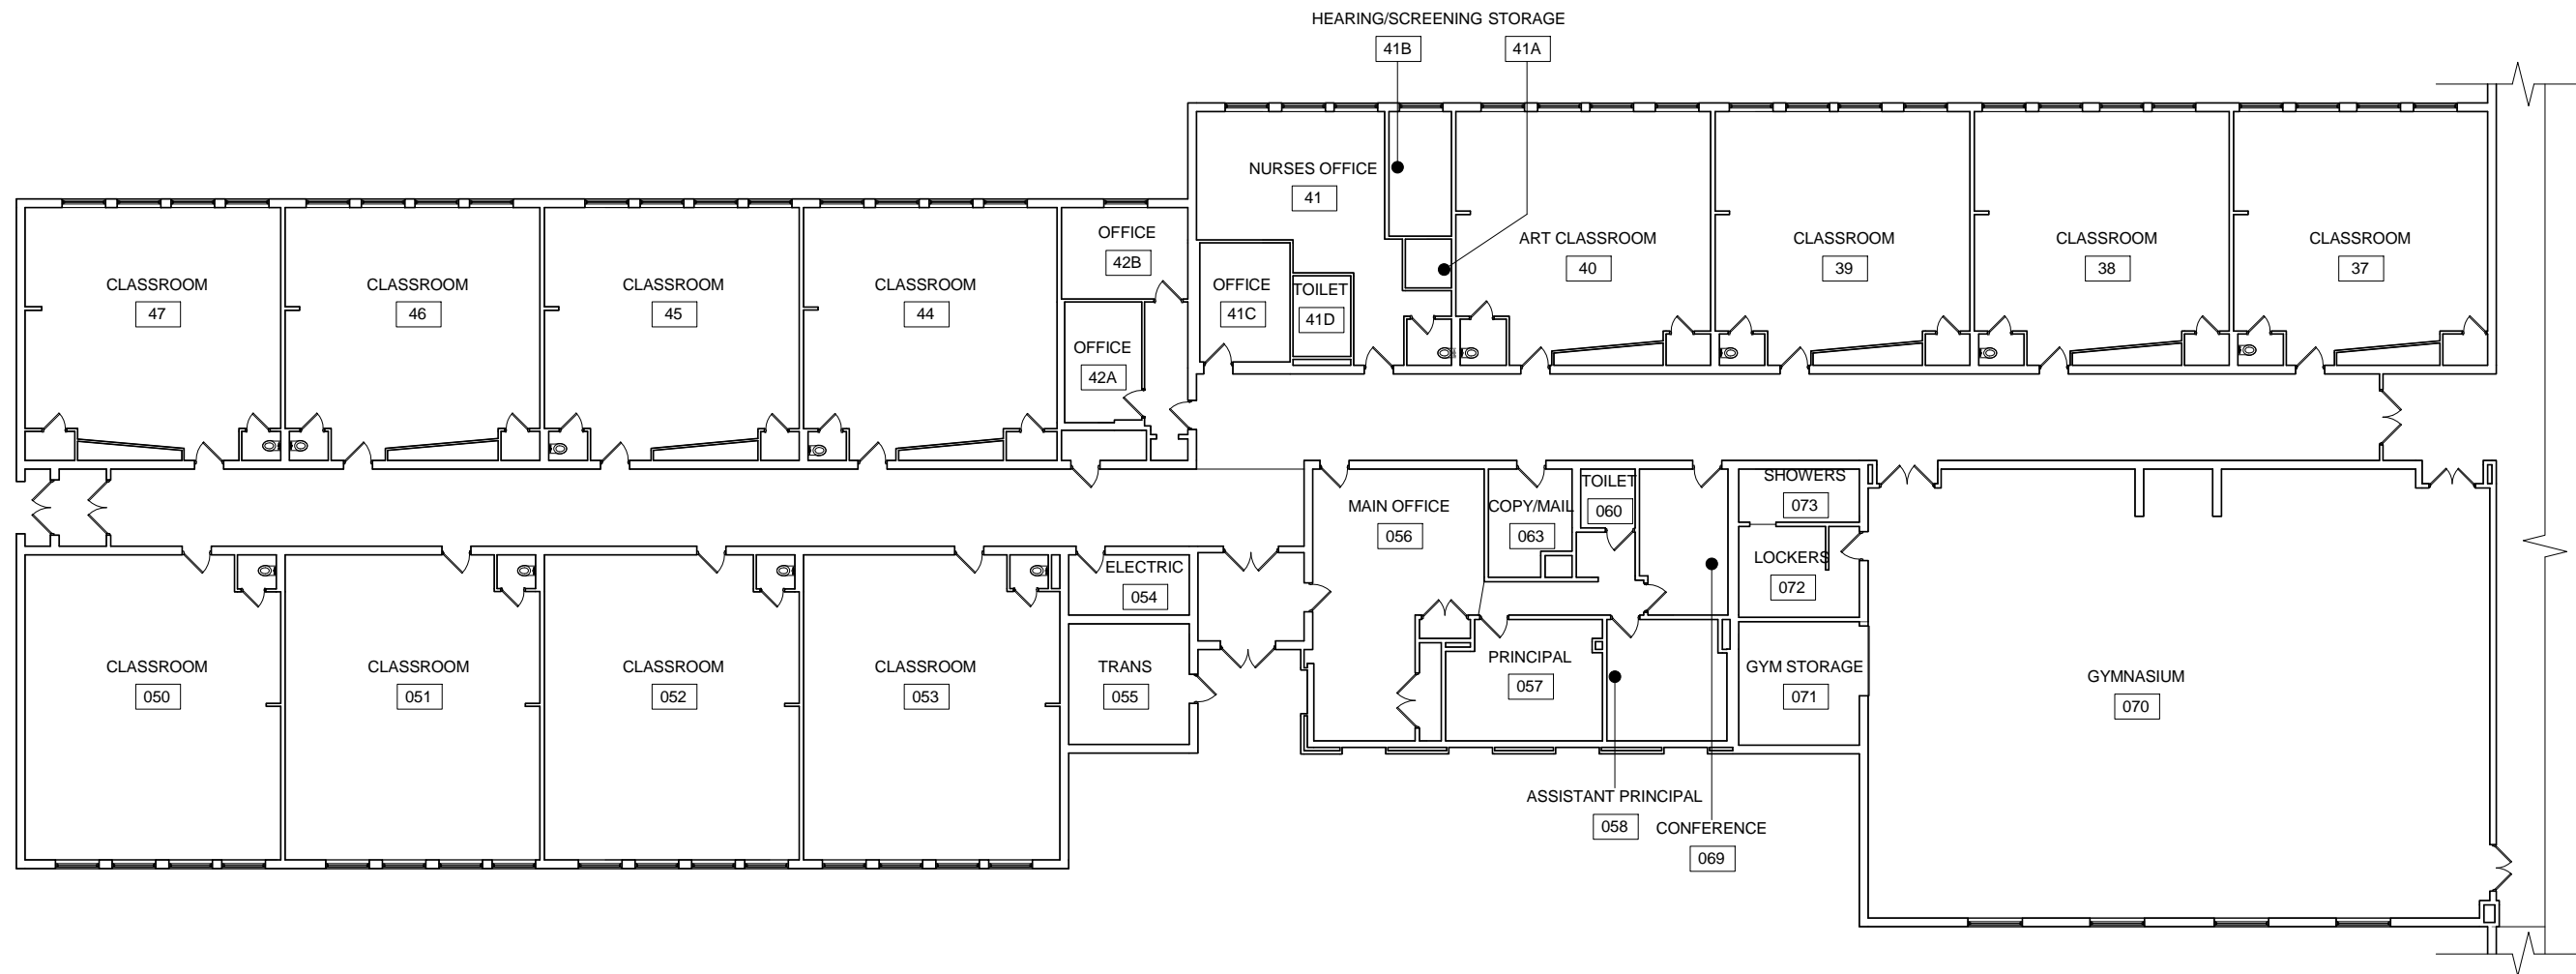 HEARING/SCREENING STORAGE
41B
41A
NURSES OFFICE
41
OFFICE
42B
ART CLASSROOM
40
CLASSROOM
39
CLASSROOM
38
CLASSROOM
37
CLASSROOM
47
CLASSROOM
46
CLASSROOM
45
CLASSROOM
44
OFFICE
41C
TOILET
41D
OFFICE
42A
SHOWERS
073
TOILET
060
MAIN OFFICE
056
COPY/MAIL
063
LOCKERS
072
ELECTRIC
054
CLASSROOM
050
CLASSROOM
051
CLASSROOM
052
CLASSROOM
053
TRANS
055
PRINCIPAL
057
GYM STORAGE
071
GYMNASIUM
070
ASSISTANT PRINCIPAL
058
CONFERENCE
069